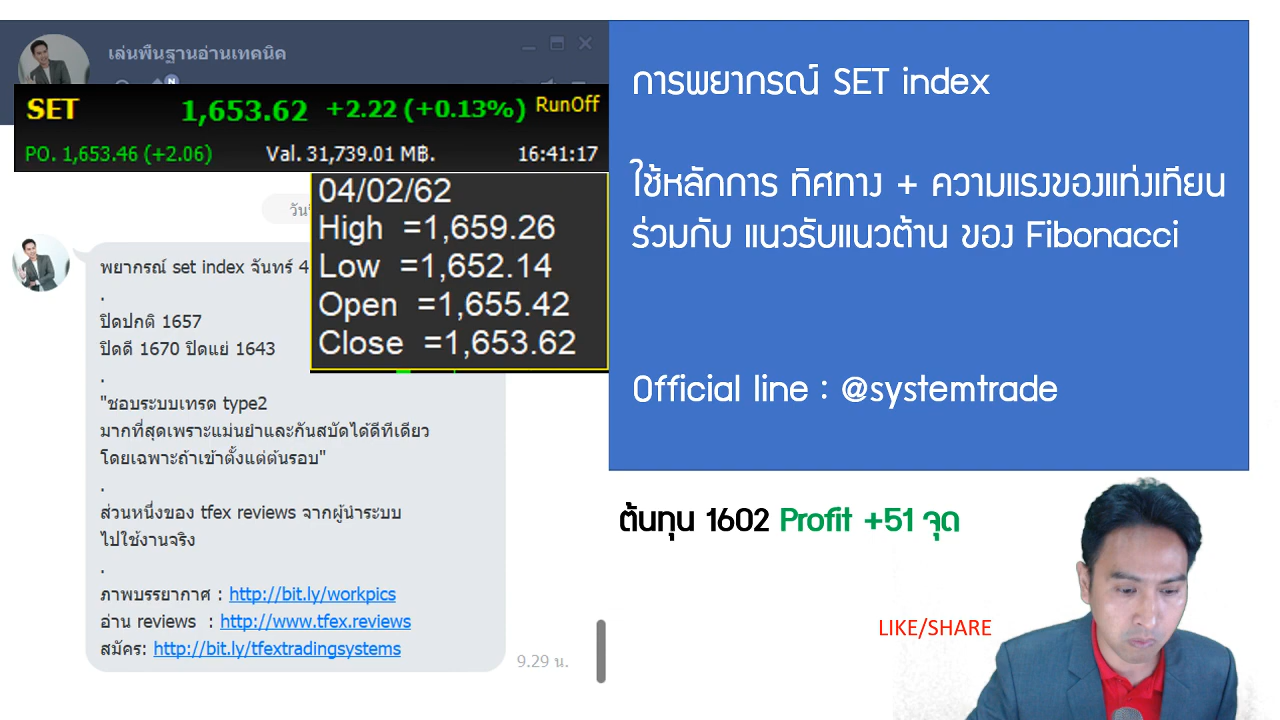 เล่นพื้นฐานอ่านเทคนิค
N
SET 1,653.62 +2.22 (+0.13%) RunOff
PO. 1,653.46 (+2.06) Val. 31,739.01 M฿. 16:41:17
04/02/62
High =1,659.26
Low =1,652.14
Open =1,655.42
Close =1,653.62
พยากรณ์ set index จันทร์ 4
.
ปิดปกติ 1657
ปิดดี 1670 ปิดแย่ 1643
.
"ชอบระบบเทรด type2
มากที่สุดเพราะแม่นยำและกันสบัดได้ดีทีเดียว
โดยเฉพาะถ้าเข้าตั้งแต่ต้นรอบ"
.
ส่วนหนึ่งของ tfex reviews จากผู้นำระบบ
ไปใช้งานจริง
.
ภาพบรรยากาศ : http://bit.ly/workpics
อ่าน reviews : http://www.tfex.reviews
สมัคร: http://bit.ly/tfextradingsystems
9.29 น.
การพยากรณ์ SET index
ใช้หลักการ ทิศทาง + ความแรงของแท่งเทียน
ร่วมกับ แนวรับแนวต้าน ของ Fibonacci
Official line : @systemtrade
ต้นทุน 1602 Profit +51 จุด
LIKE/SHARE